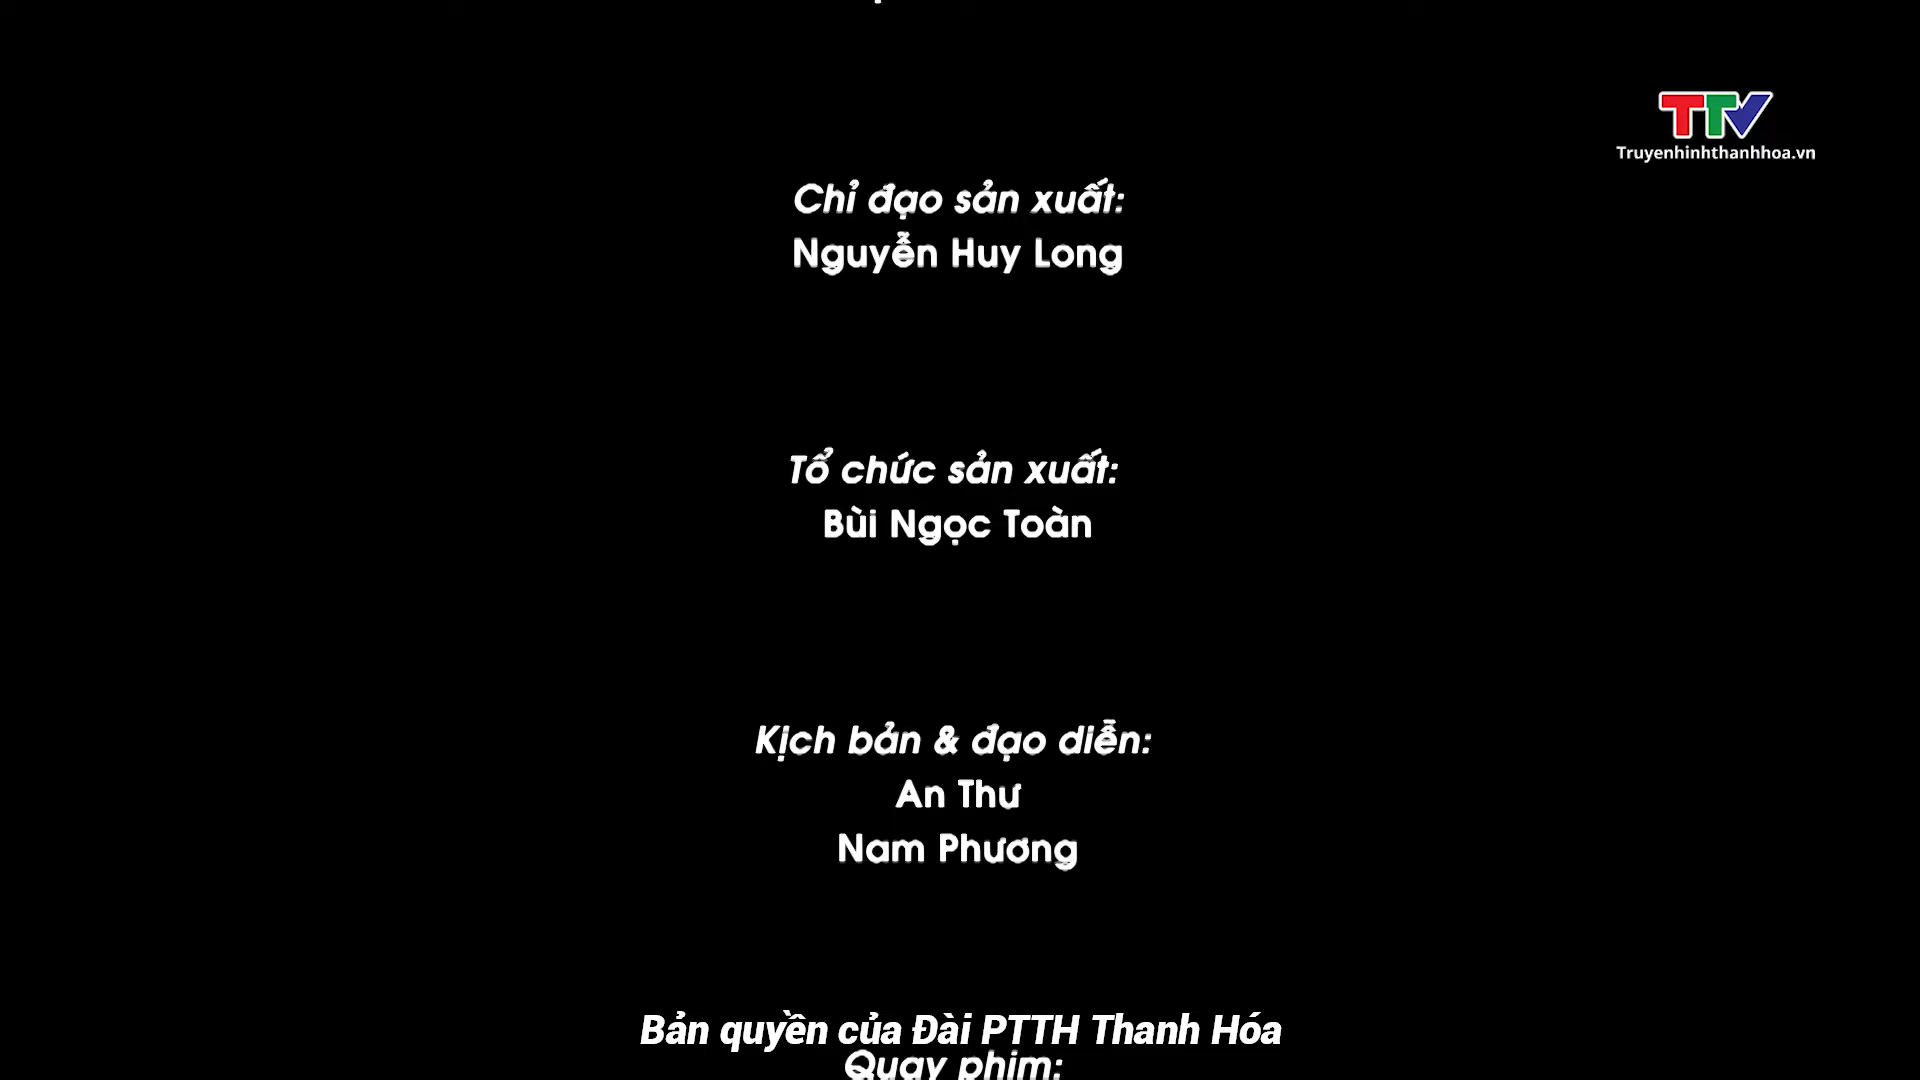 TTV
Truyenhinhthanhhoa.vn
Chỉ đạo sản xuất:
Nguyễn Huy Long
Tổ chức sản xuất:
Bùi Ngọc Toàn
Kịch bản & đạo diễn:
An Thư
Nam Phương
Bản quyền của Đài PTTH Thanh Hóa
Quay phim: